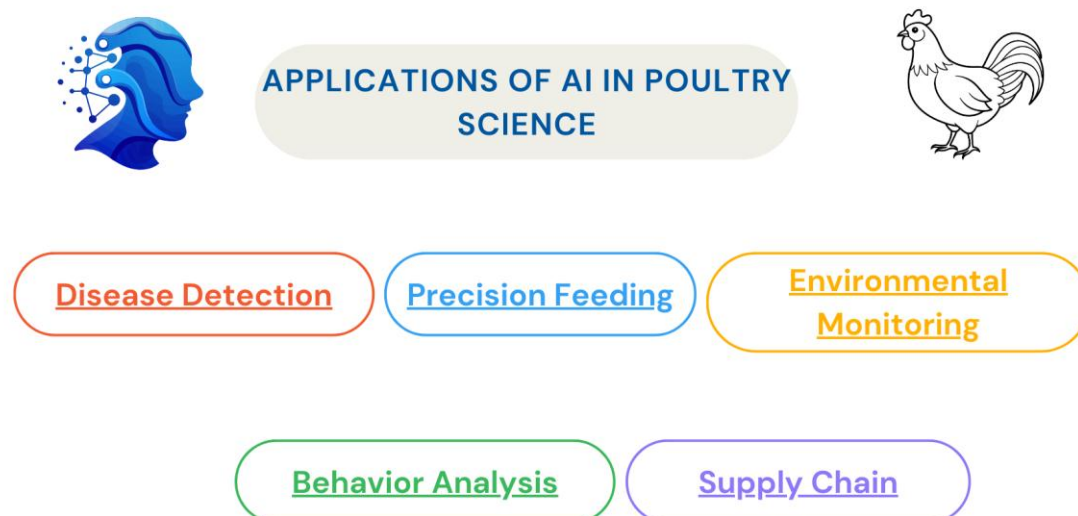 APPLICATIONS OF AI IN POULTRY
SCIENCE
Disease Detection
Precision Feeding
Environmental
Monitoring
Behavior Analysis
Supply Chain